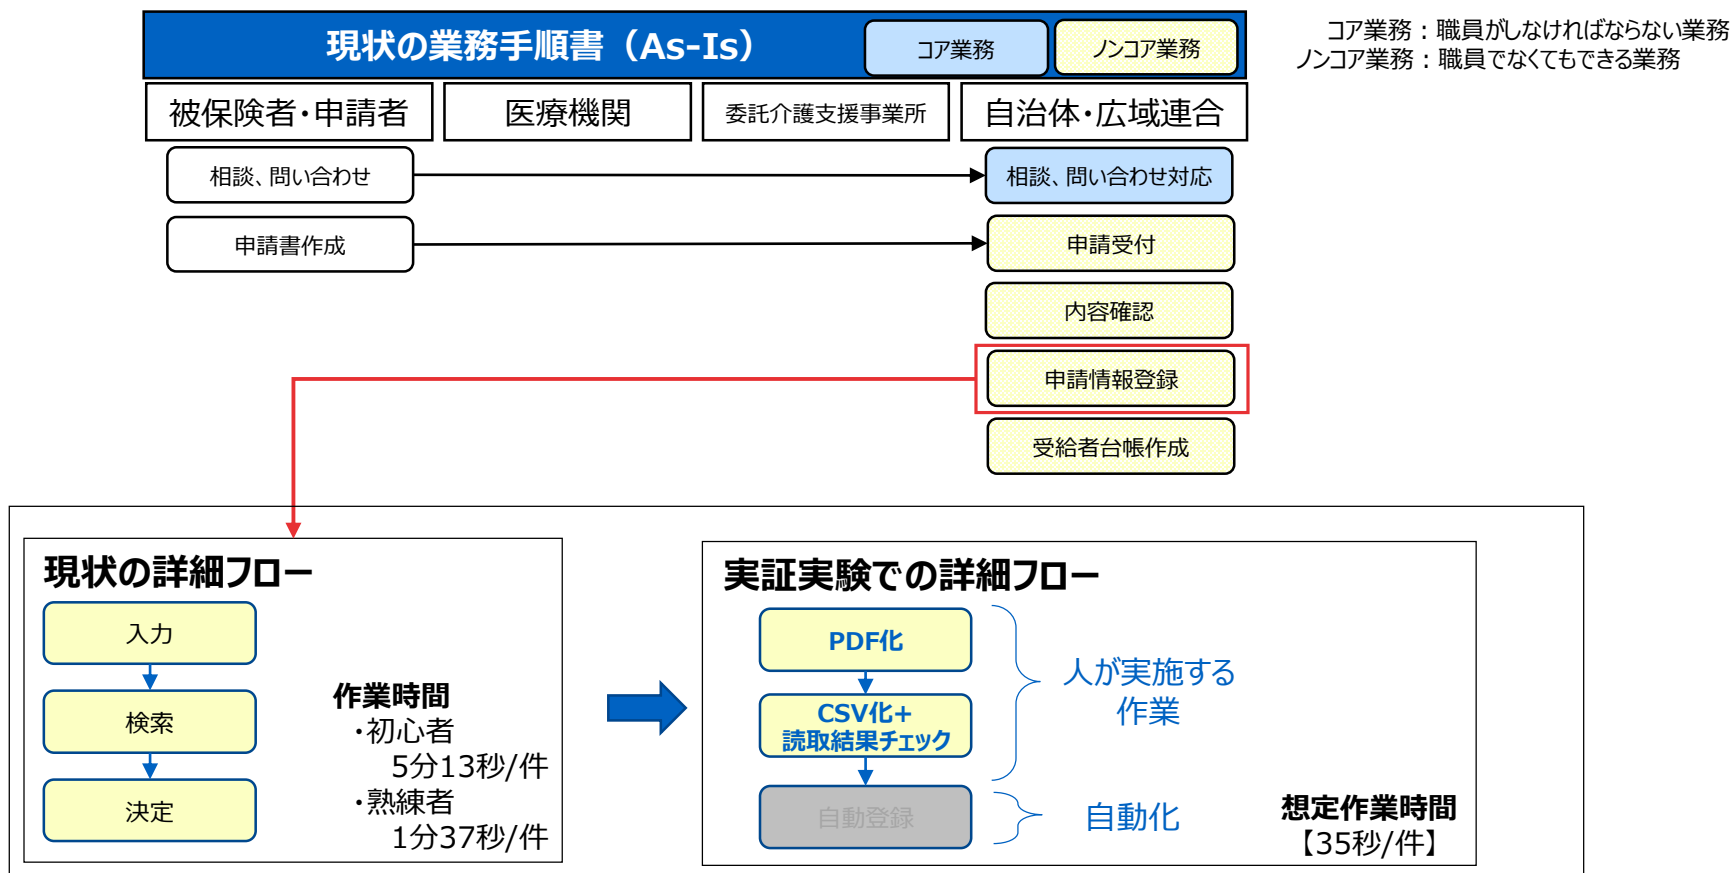 現状の業務手順書（As-Is）
コア業務
ノンコア業務
コア業務：職員がしなければならない業務
ノンコア業務：職員でなくてもできる業務
被保険者・申請者
医療機関
委託介護支援事業所
自治体・広域連合
相談、問い合わせ
相談、問い合わせ対応
申請書作成
申請受付
内容確認
申請情報登録
受給者台帳作成
現状の詳細フロー
入力
検索
決定
作業時間
・初心者
5分13秒/件
・熟練者
1分37秒/件
実証実験での詳細フロー
PDF化
CSV化+
読取結果チェック
自動登録
人が実施する
作業
自動化
想定作業時間
【35秒/件】